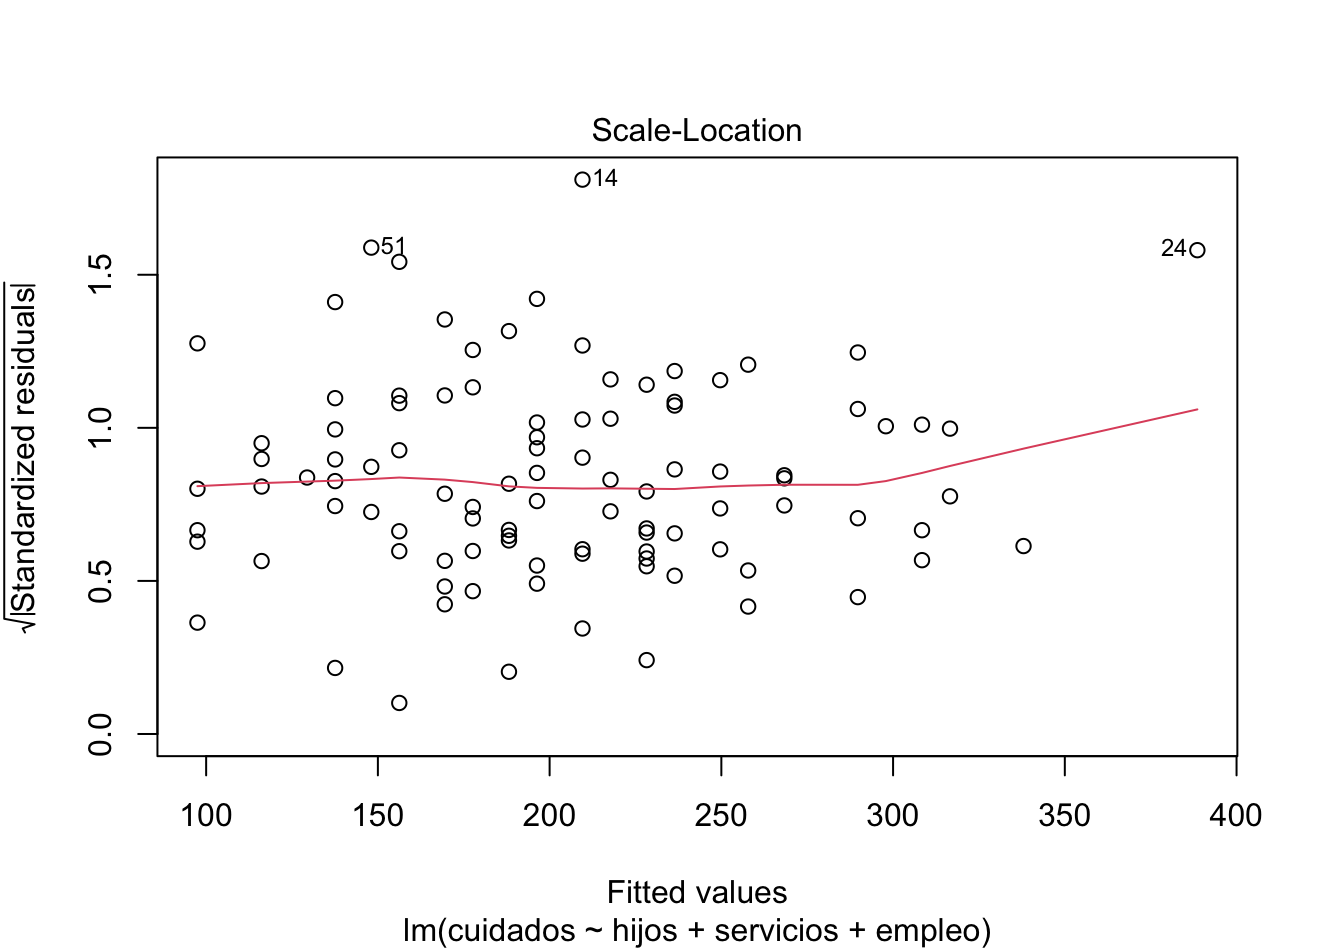 Scale-Location
14
51
24
√|Standardized residuals|
1.5
1.0
0.5
0.0
100 150 200 250 300 350 400
Fitted values
lm(cuidados ~ hijos + servicios + empleo)